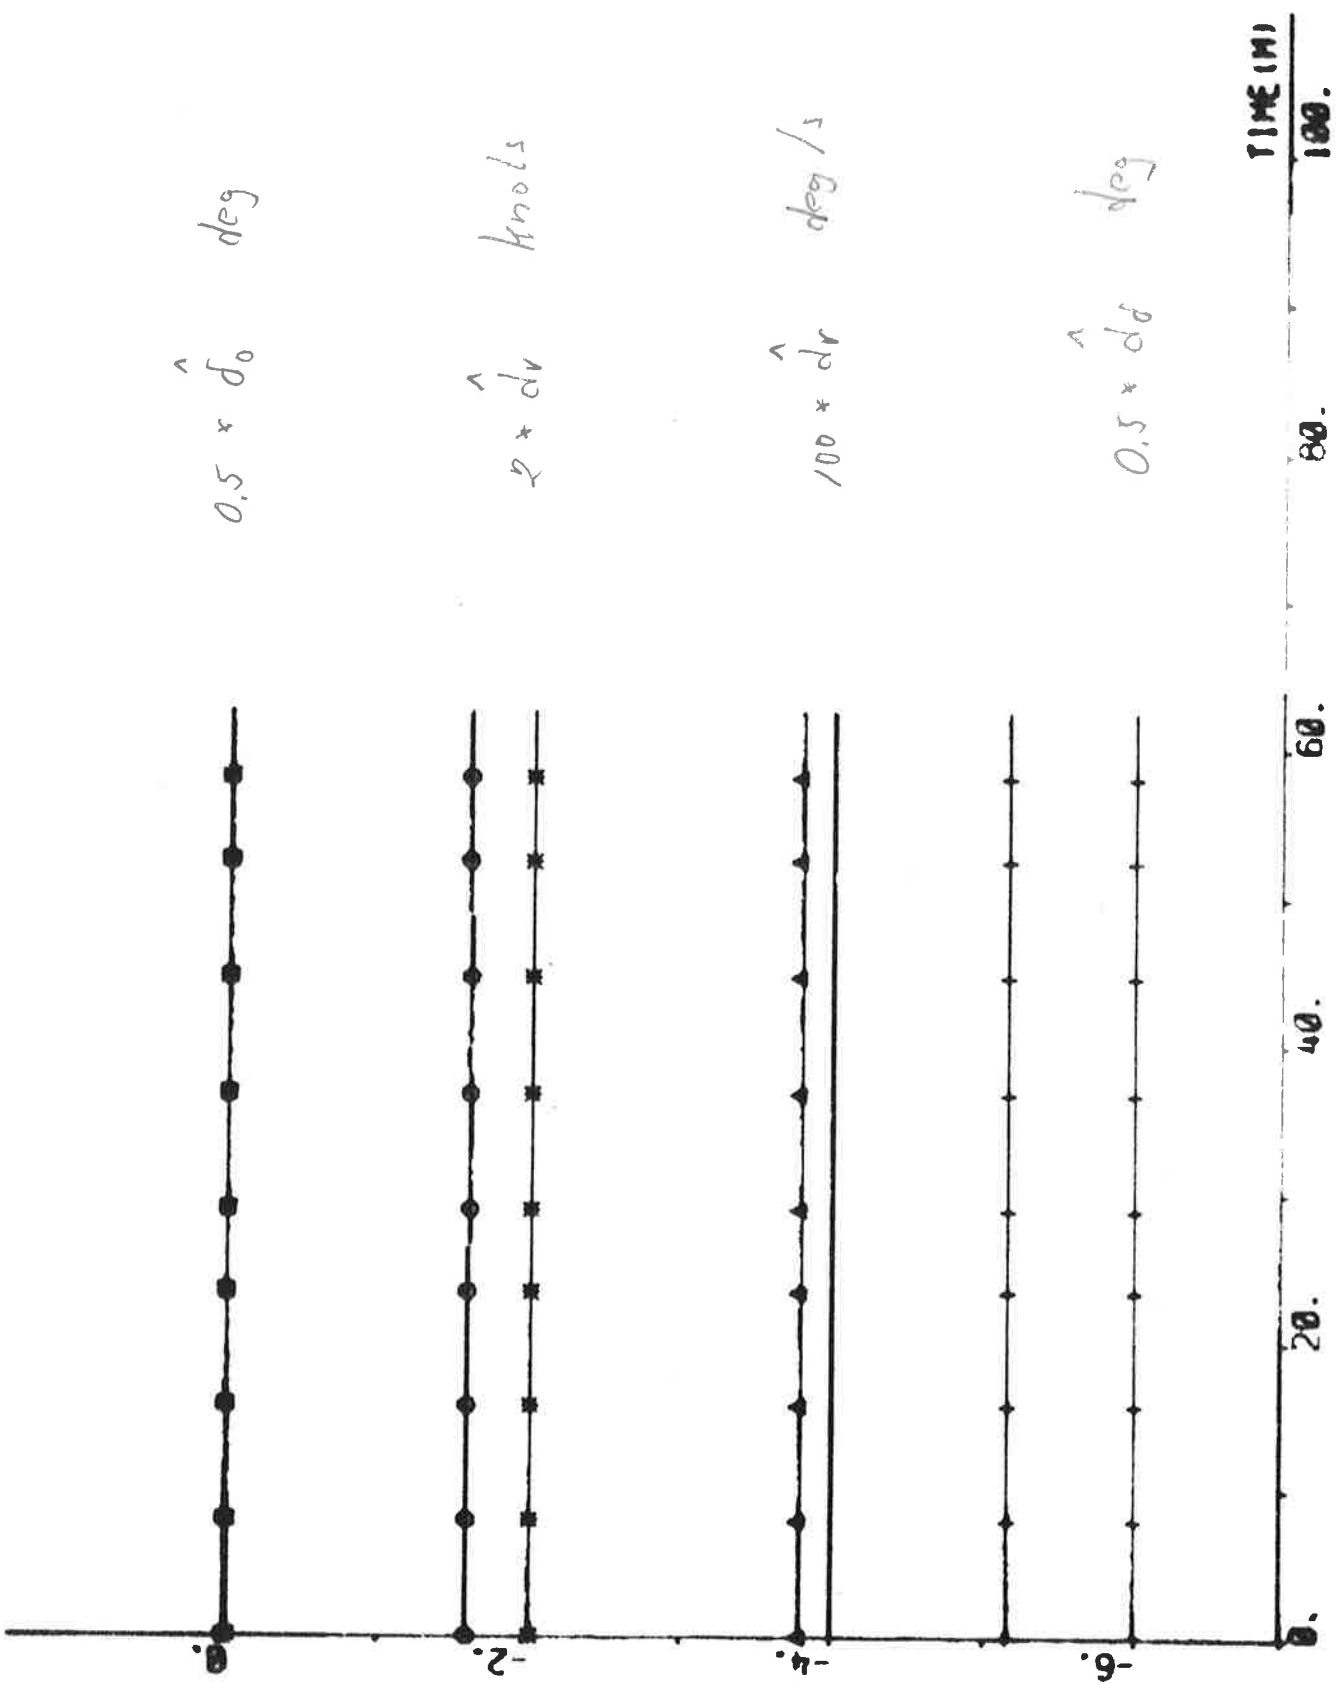 0.5 * d̂₀ deg
0.
2 * d̂v knots
-2.
100 * d̂r deg/s
-4.
0.5 * d̂δ deg
-6.
TIME (M)
0. 20. 40. 60. 80. 100.